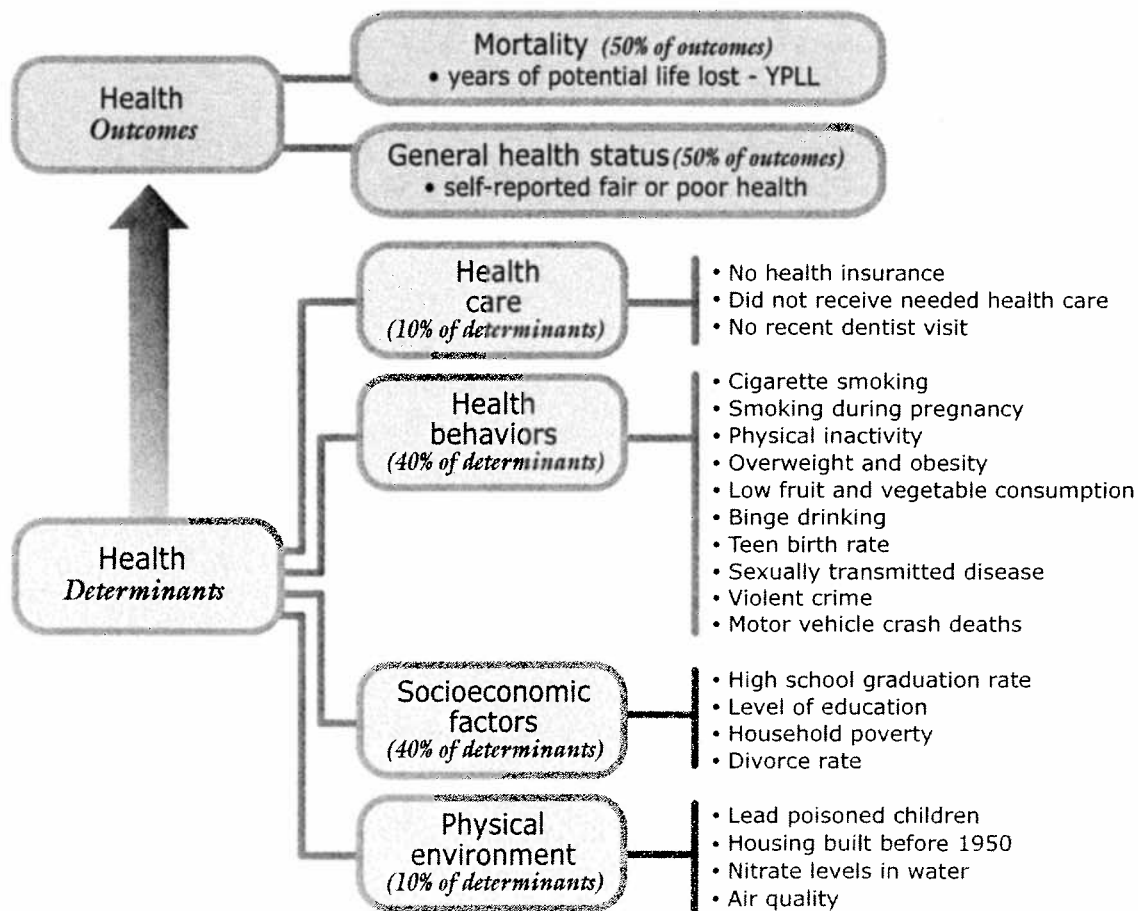 Mortality (50% of outcomes)
• years of potential life lost - YPLL
Health
Outcomes
General health status (50% of outcomes)
• self-reported fair or poor health
Health
care
(10% of determinants)
• No health insurance
• Did not receive needed health care
• No recent dentist visit
Health
behaviors
(40% of determinants)
• Cigarette smoking
• Smoking during pregnancy
• Physical inactivity
• Overweight and obesity
• Low fruit and vegetable consumption
• Binge drinking
• Teen birth rate
• Sexually transmitted disease
• Violent crime
• Motor vehicle crash deaths
Health
Determinants
Socioeconomic
factors
(40% of determinants)
• High school graduation rate
• Level of education
• Household poverty
• Divorce rate
Physical
environment
(10% of determinants)
• Lead poisoned children
• Housing built before 1950
• Nitrate levels in water
• Air quality